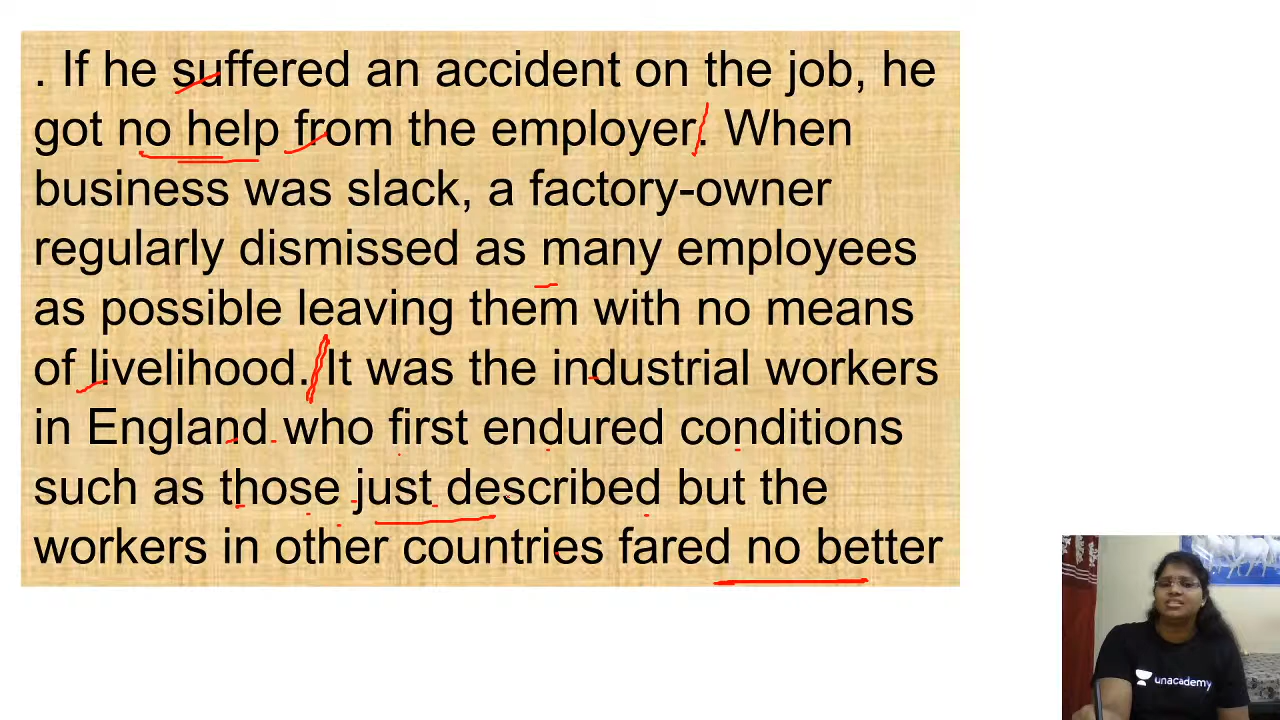 . If he suffered an accident on the job, he
got no help from the employer. When
business was slack, a factory-owner
regularly dismissed as many employees
as possible leaving them with no means
of livelihood. It was the industrial workers
in England who first endured conditions
such as those just described but the
workers in other countries fared no better
unacademy